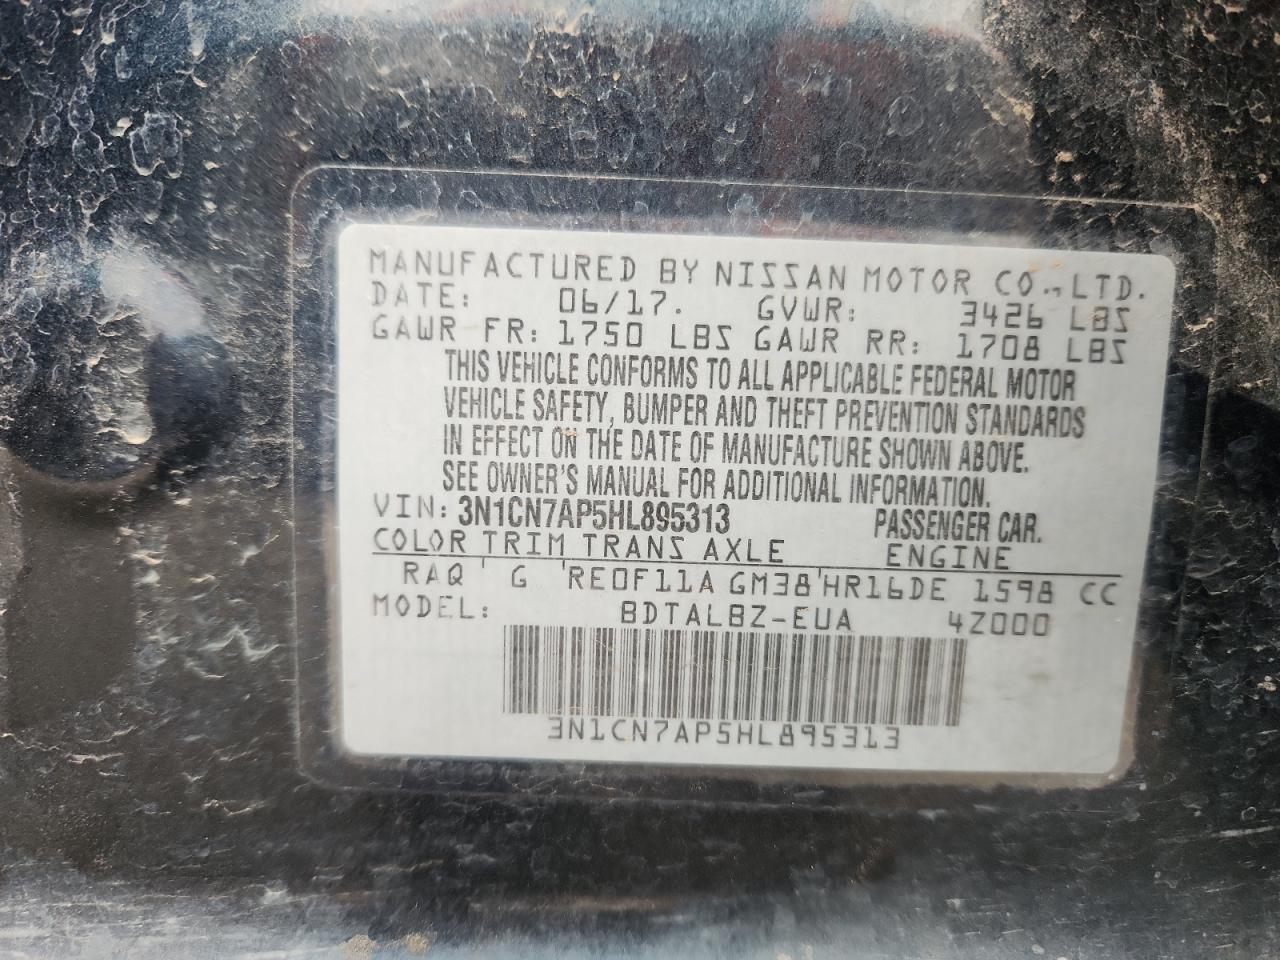 MANUFACTURED BY NISSAN MOTOR CO., LTD.
DATE: 06/17. GVWR: 3426 LBS
GAWR FR: 1750 LBS GAWR RR: 1708 LBS
THIS VEHICLE CONFORMS TO ALL APPLICABLE FEDERAL MOTOR
VEHICLE SAFETY, BUMPER AND THEFT PREVENTION STANDARDS
IN EFFECT ON THE DATE OF MANUFACTURE SHOWN ABOVE.
SEE OWNER'S MANUAL FOR ADDITIONAL INFORMATION.
VIN: 3N1CN7AP5HL895313 PASSENGER CAR.
COLOR TRIM TRANS AXLE ENGINE
RAQ ' G 'RE0F11A GM38'HR16DE 1598 CC
MODEL: BDTALBZ-EUA 4Z000
3N1CN7AP5HL895313